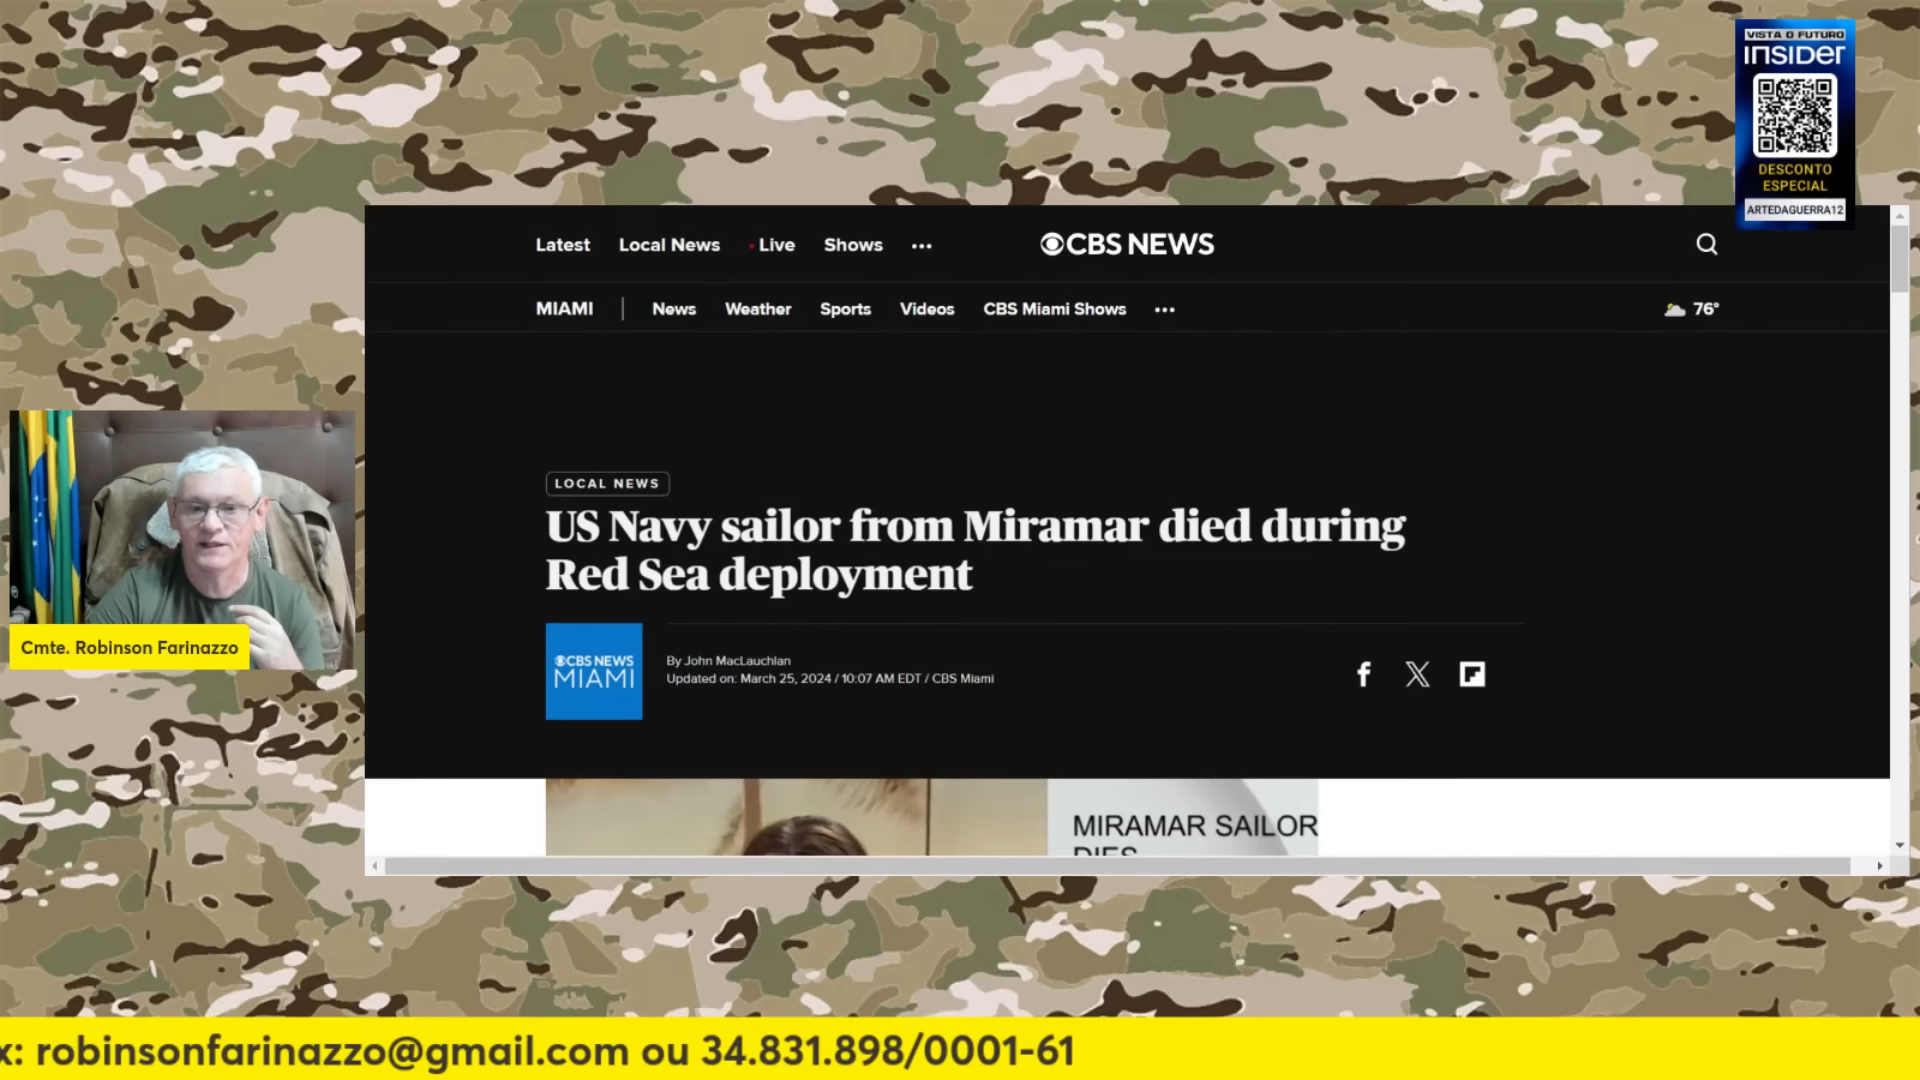 VISTA O FUTURO
INSIDER
DESCONTO
ESPECIAL
ARTEDAGUERRA12
Latest Local News Live Shows ···
CBS NEWS
MIAMI | News Weather Sports Videos CBS Miami Shows ···
76°
LOCAL NEWS
US Navy sailor from Miramar died during
Red Sea deployment
CBS NEWS
MIAMI
By John MacLauchlan
Updated on: March 25, 2024 / 10:07 AM EDT / CBS Miami
MIRAMAR SAILOR
DIES
Cmte. Robinson Farinazzo
x: robinsonfarinazzo@gmail.com ou 34.831.898/0001-61